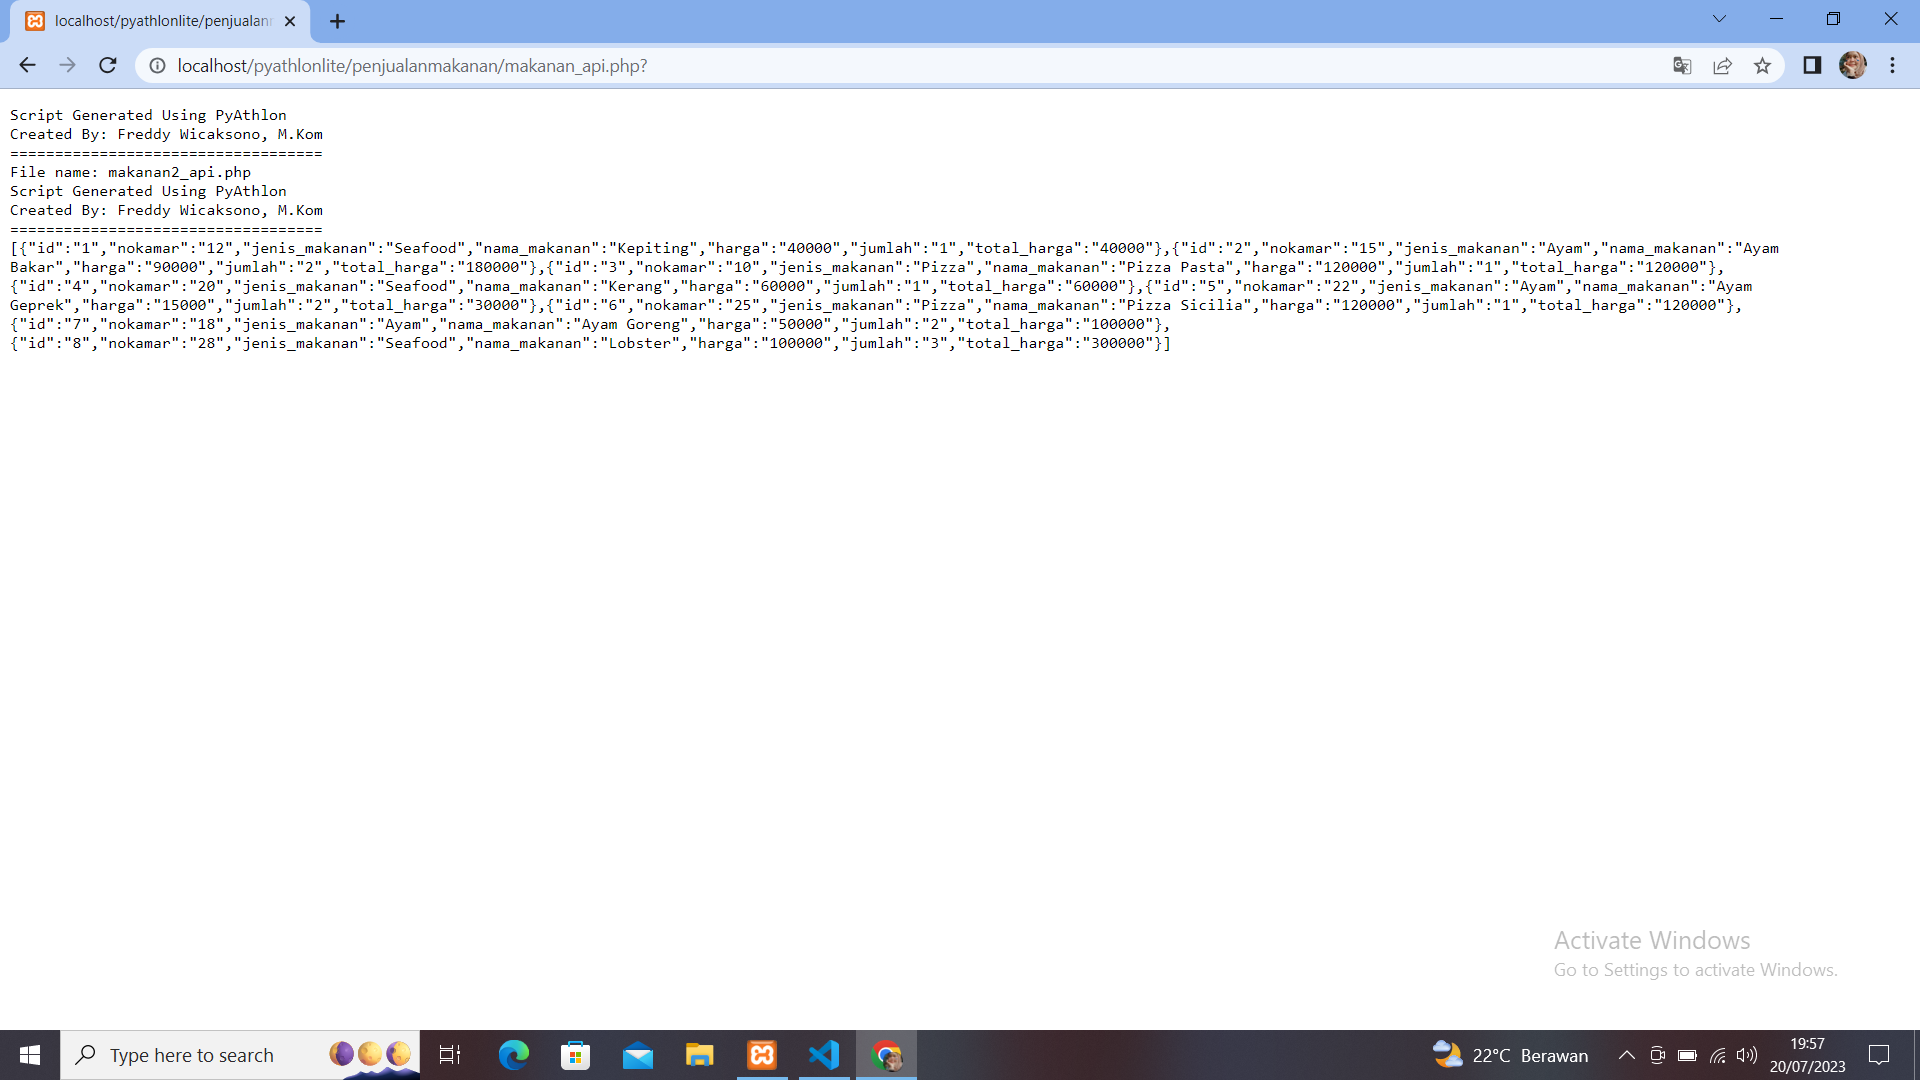 localhost/pyathlonlite/penjualann
localhost/pyathlonlite/penjualanmakanan/makanan_api.php?
Script Generated Using PyAthlon
Created By: Freddy Wicaksono, M.Kom
===================================
File name: makanan2_api.php
Script Generated Using PyAthlon
Created By: Freddy Wicaksono, M.Kom
===================================
[{"id":"1","nokamar":"12","jenis_makanan":"Seafood","nama_makanan":"Kepiting","harga":"40000","jumlah":"1","total_harga":"40000"},{"id":"2","nokamar":"15","jenis_makanan":"Ayam","nama_makanan":"Ayam
Bakar","harga":"90000","jumlah":"2","total_harga":"180000"},{"id":"3","nokamar":"10","jenis_makanan":"Pizza","nama_makanan":"Pizza Pasta","harga":"120000","jumlah":"1","total_harga":"120000"},
{"id":"4","nokamar":"20","jenis_makanan":"Seafood","nama_makanan":"Kerang","harga":"60000","jumlah":"1","total_harga":"60000"},{"id":"5","nokamar":"22","jenis_makanan":"Ayam","nama_makanan":"Ayam
Geprek","harga":"15000","jumlah":"2","total_harga":"30000"},{"id":"6","nokamar":"25","jenis_makanan":"Pizza","nama_makanan":"Pizza Sicilia","harga":"120000","jumlah":"1","total_harga":"120000"},
{"id":"7","nokamar":"18","jenis_makanan":"Ayam","nama_makanan":"Ayam Goreng","harga":"50000","jumlah":"2","total_harga":"100000"},
{"id":"8","nokamar":"28","jenis_makanan":"Seafood","nama_makanan":"Lobster","harga":"100000","jumlah":"3","total_harga":"300000"}]
Activate Windows
Go to Settings to activate Windows.
Type here to search
22°C Berawan
19:57
20/07/2023